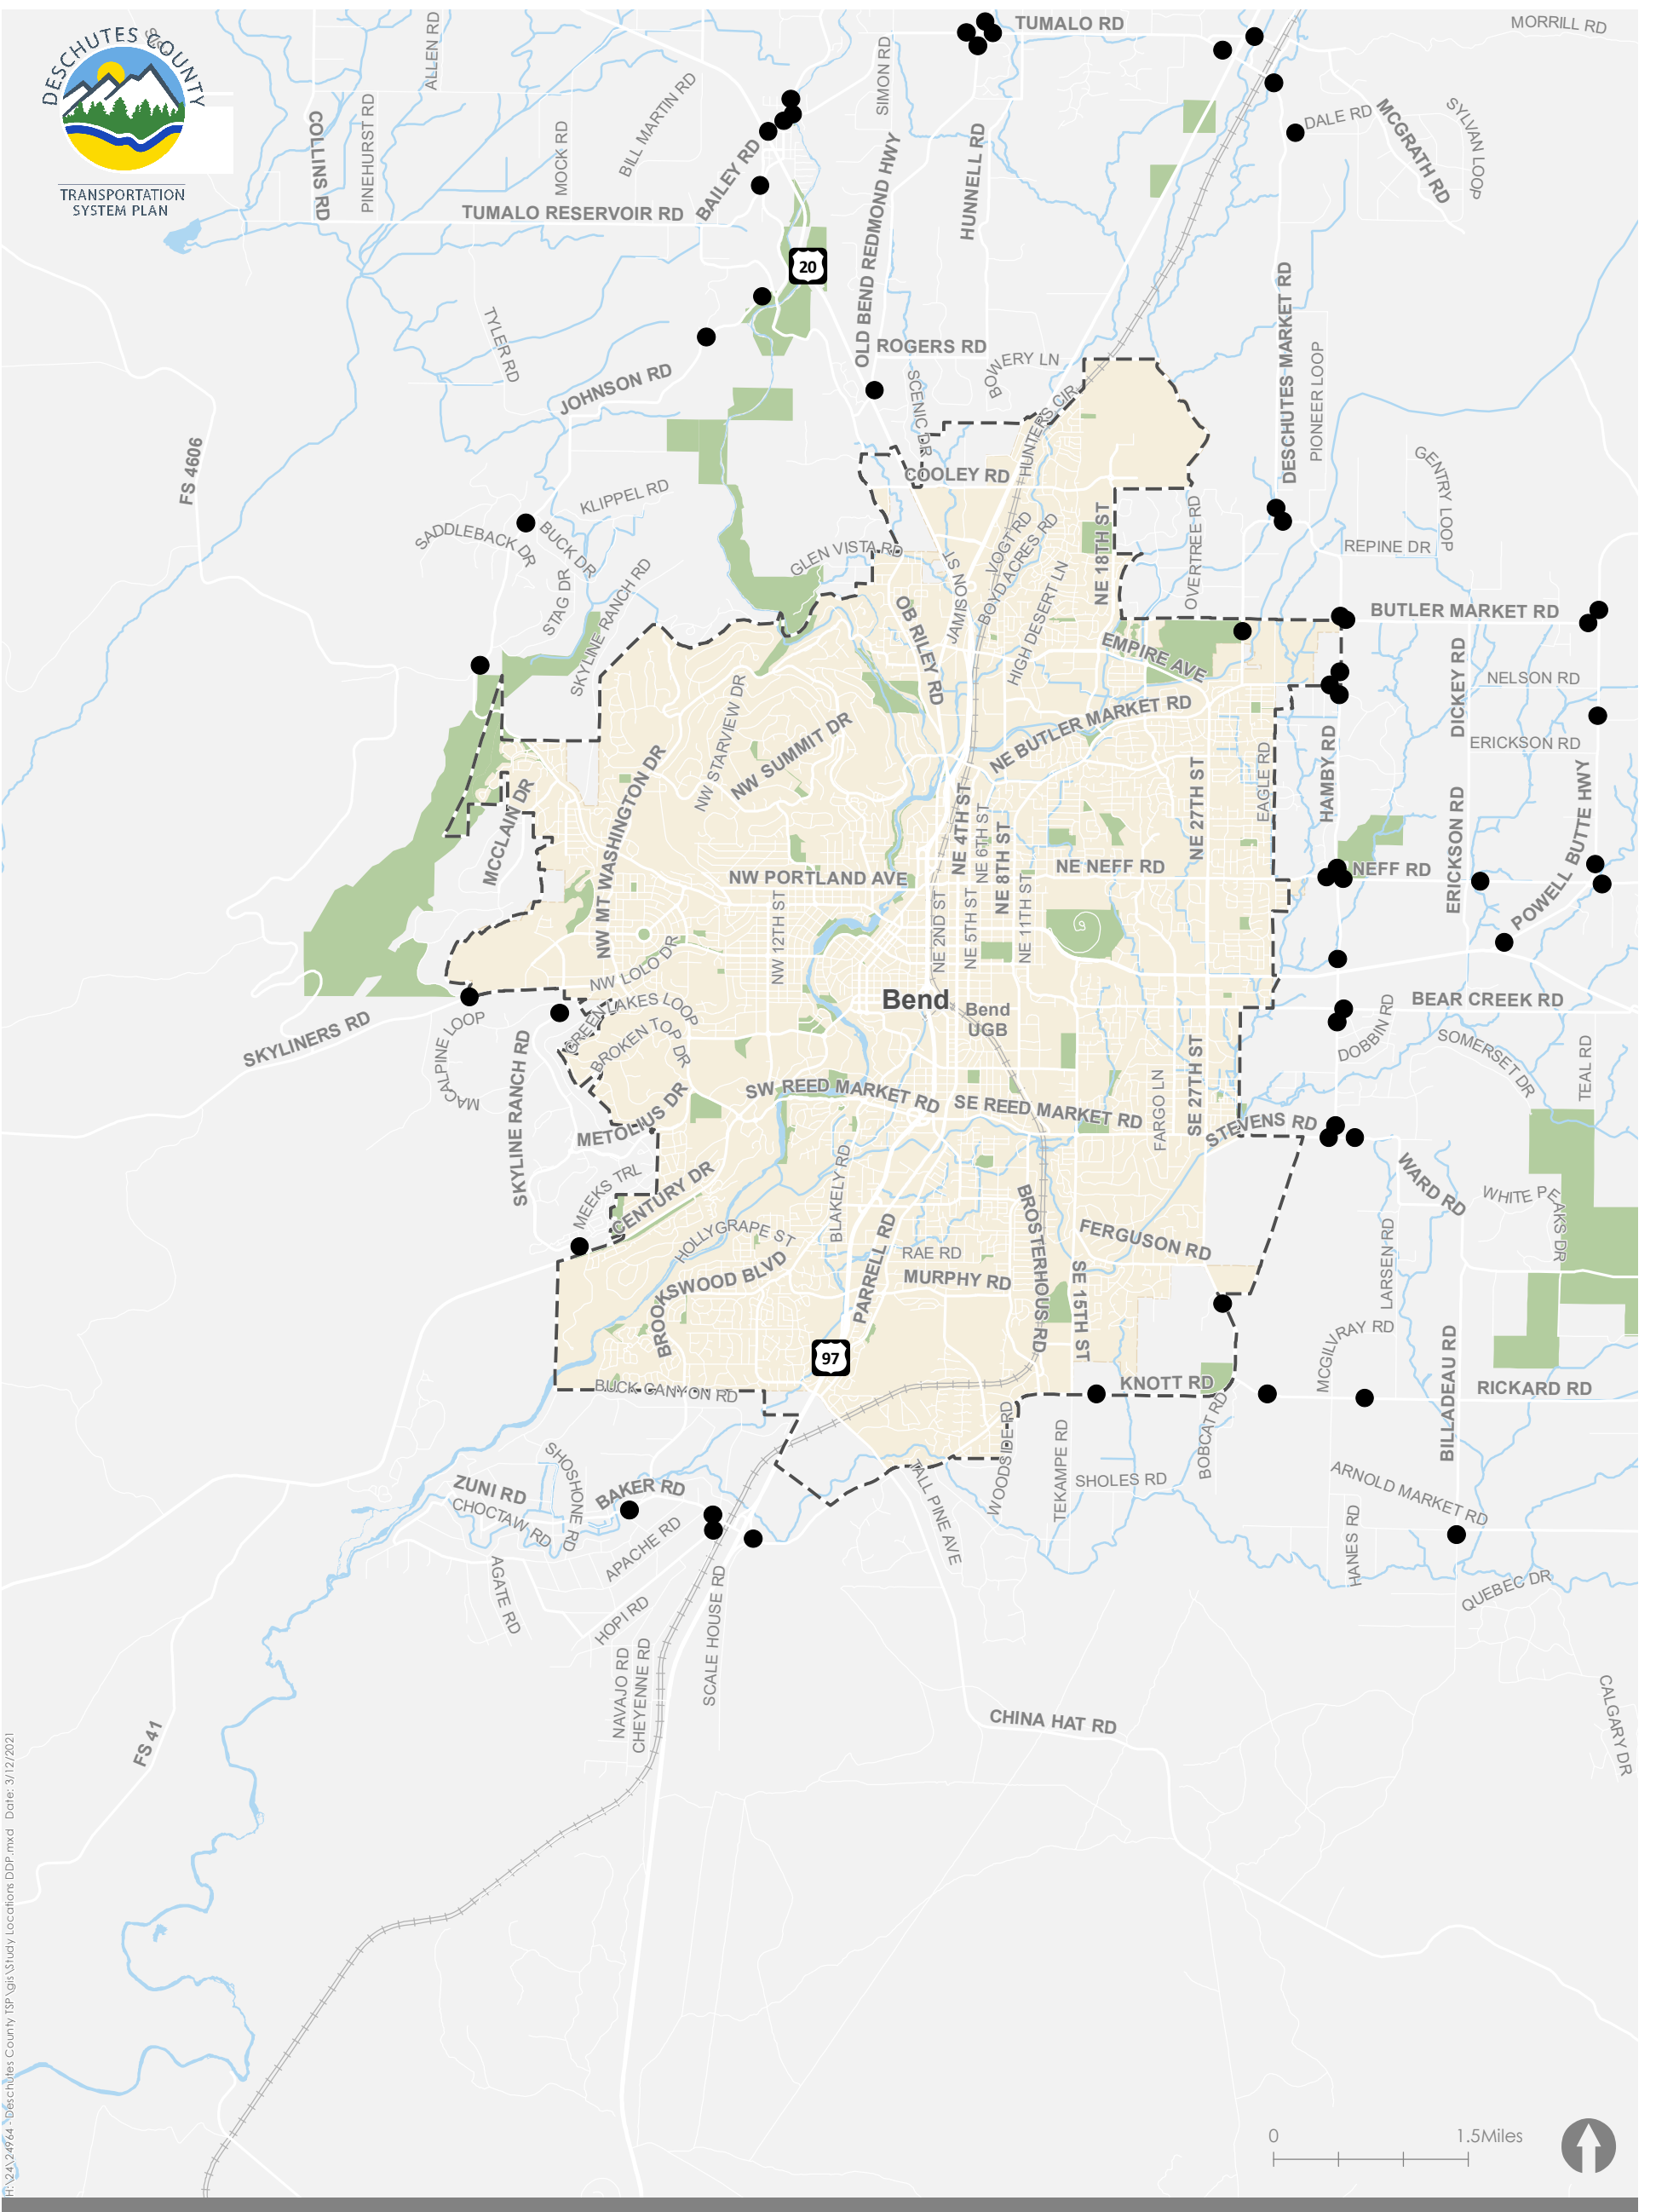 DESCHUTES COUNTY
TRANSPORTATION
SYSTEM PLAN
TUMALO RD
MORRILL RD
ALLEN RD
SIMON RD
COLLINS RD
PINEHURST RD
MOCK RD
BILL MARTIN RD
BAILEY RD
OLD BEND REDMOND HWY
HUNNELL RD
DALE RD
MCGRATH RD
SYLVAN LOOP
TUMALO RESERVOIR RD
20
DESCHUTES MARKET RD
PIONEER LOOP
TYLER RD
JOHNSON RD
ROGERS RD
BOWERY LN
SCENIC DR
HUNTERS CIR
FS 4606
COOLEY RD
GENTRY LOOP
KLIPPEL RD
SADDLEBACK DR
BUCK DR
STAG DR
SKYLINE RANCH RD
GLEN VISTA RD
VOGT RD
BOYD ACRES RD
NE 18TH ST
OVERTREE RD
REPINE DR
JAMISON ST
HIGH DESERT LN
OB RILEY RD
EMPIRE AVE
BUTLER MARKET RD
DICKEY RD
NELSON RD
ERICKSON RD
NE BUTLER MARKET RD
NW STARVIEW DR
NW SUMMIT DR
NW MT WASHINGTON DR
MCCLAIN DR
NE 4TH ST
NE 6TH ST
NE 8TH ST
NE 27TH ST
EAGLE RD
HAMBY RD
ERICKSON RD
POWELL BUTTE HWY
NW PORTLAND AVE
NE NEFF RD
NEFF RD
NW 12TH ST
NE 2ND ST
NE 5TH ST
NE 11TH ST
NW LOLO DR
Bend
Bend
UGB
BEAR CREEK RD
SKYLINERS RD
MACALPINE LOOP
GREEN LAKES LOOP
BROKEN TOP DR
DOBBIN RD
SOMERSET DR
TEAL RD
SKYLINE RANCH RD
METOLIUS DR
SW REED MARKET RD
SE REED MARKET RD
FARGO LN
SE 27TH ST
STEVENS RD
MEEKS TRL
CENTURY DR
WARD RD
WHITE PEAKS DR
HOLLYGRAPE ST
BLAKELY RD
PARRELL RD
RAE RD
MURPHY RD
BROSTERHOUS RD
SE 15TH ST
FERGUSON RD
LARSEN RD
BROOKSWOOD BLVD
97
MCGILVRAY RD
BILLADEAU RD
BUCK CANYON RD
KNOTT RD
RICKARD RD
BOBCAT RD
WOODSIDE RD
TEKAMPE RD
SHOLES RD
TALL PINE AVE
ARNOLD MARKET RD
ZUNI RD
CHOCTAW RD
SHOSHONE RD
BAKER RD
APACHE RD
HANES RD
AGATE RD
HOPI RD
QUEBEC DR
NAVAJO RD
CHEYENNE RD
SCALE HOUSE RD
CHINA HAT RD
CALGARY DR
FS 41
0
1.5Miles
H:\24\24964 - Deschutes County TSP\gis\Study Locations DDP.mxd   Date: 3/12/2021